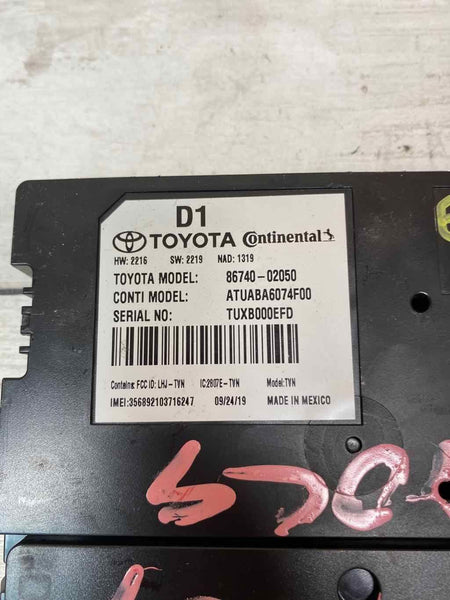 D1
TOYOTA Continental
HW: 2216 SW: 2219 NAD: 1319
TOYOTA MODEL: 86740-02050
CONTI MODEL: ATUABA6074F00
SERIAL NO: TUXB000EFD
Contains: FCC ID: LHJ-TVN IC:2807E-TVN Model:TVN
IMEI:356892103716247 09/24/19 MADE IN MEXICO